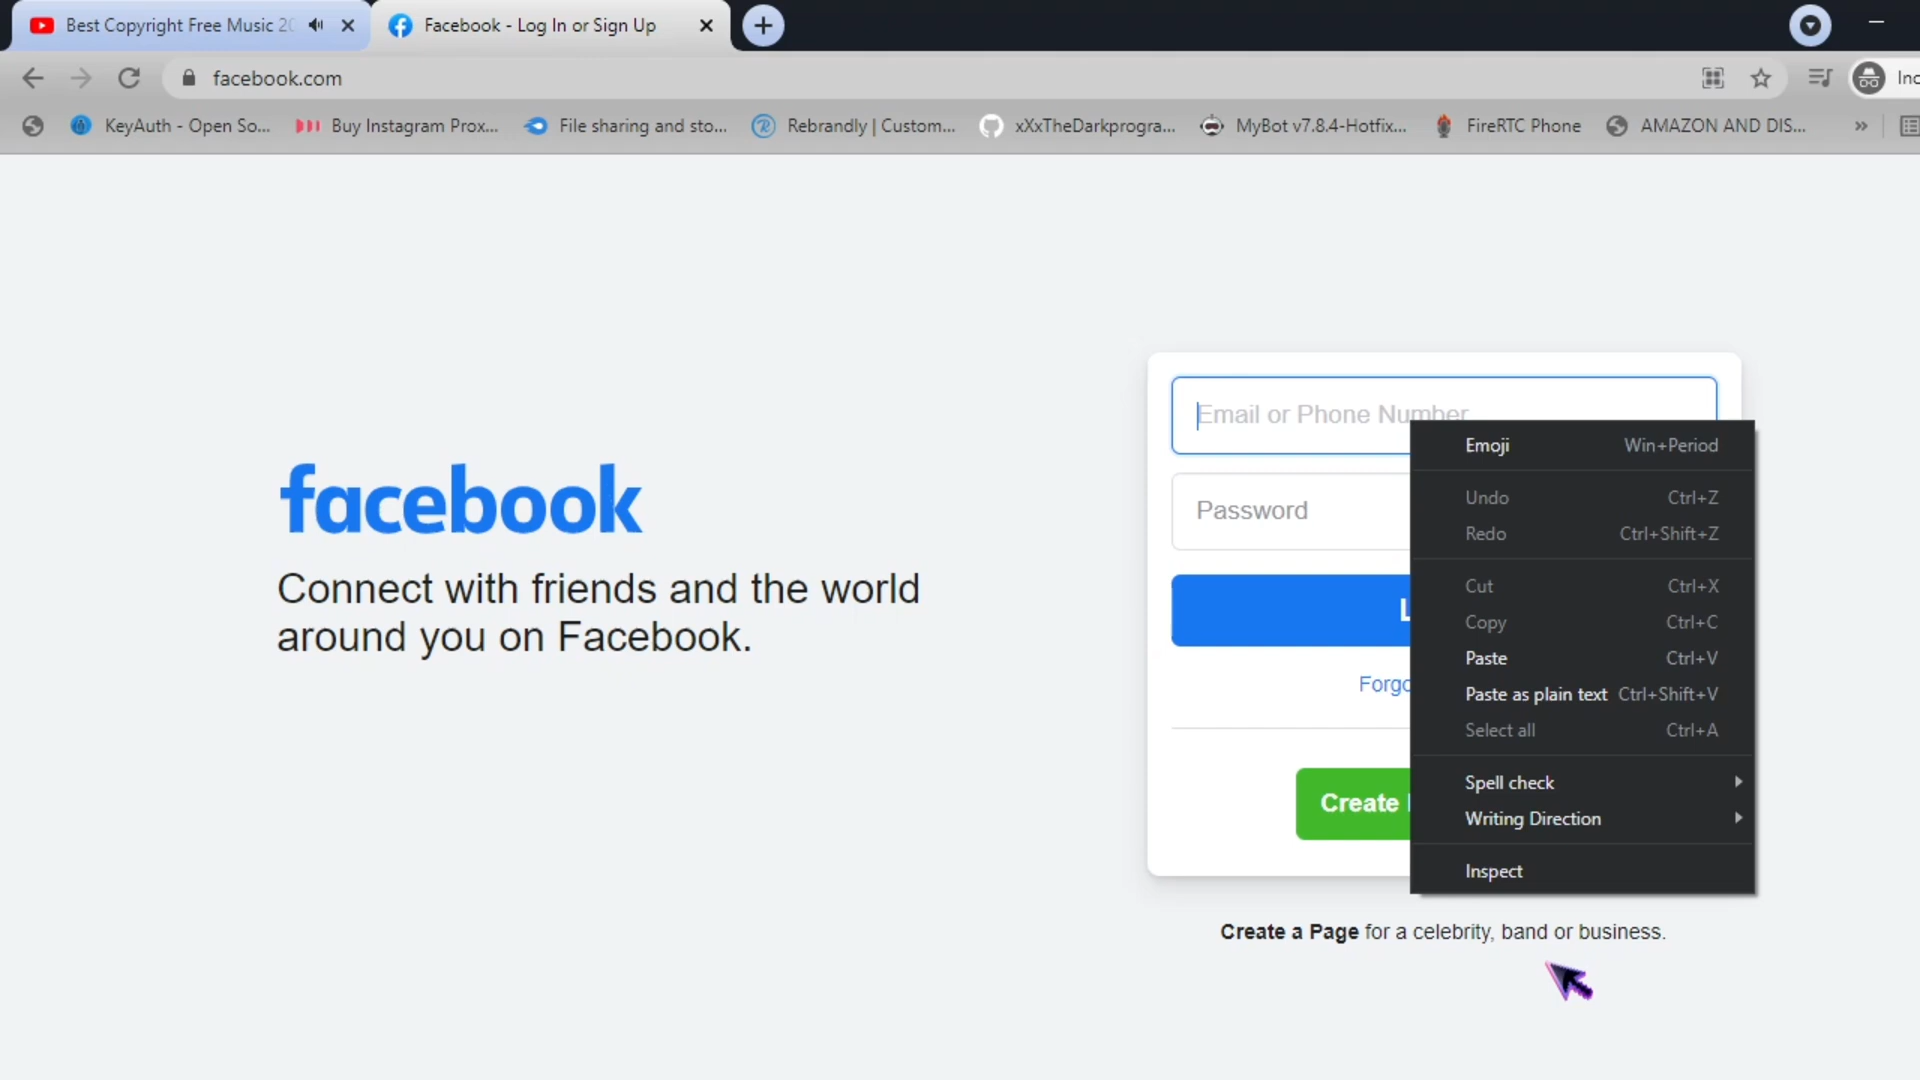 Best Copyright Free Music 20
Facebook - Log In or Sign Up
facebook.com
Inc
KeyAuth - Open So...
Buy Instagram Prox...
File sharing and sto...
Rebrandly | Custom...
xXxTheDarkprogra...
MyBot v7.8.4-Hotfix...
FireRTC Phone
AMAZON AND DIS...
»
facebook
Connect with friends and the world
around you on Facebook.
Email or Phone Number
Password
L
Forgo
Create
Emoji Win+Period
Undo Ctrl+Z
Redo Ctrl+Shift+Z
Cut Ctrl+X
Copy Ctrl+C
Paste Ctrl+V
Paste as plain text Ctrl+Shift+V
Select all Ctrl+A
Spell check
Writing Direction
Inspect
Create a Page for a celebrity, band or business.